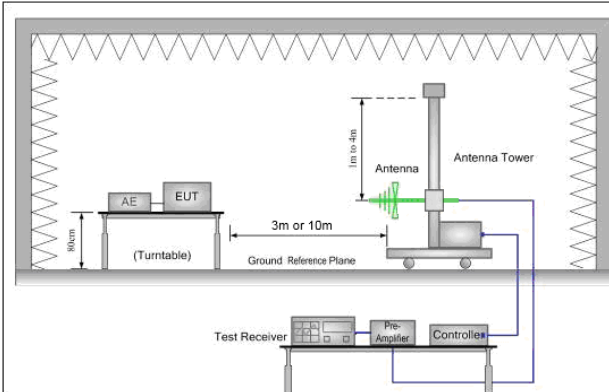 1m to 4m
Antenna
Antenna Tower
AE
EUT
80cm
(Turntable)
3m or 10m
Ground Reference Plane
Test Receiver
Pre-
Amplifier
Controlle